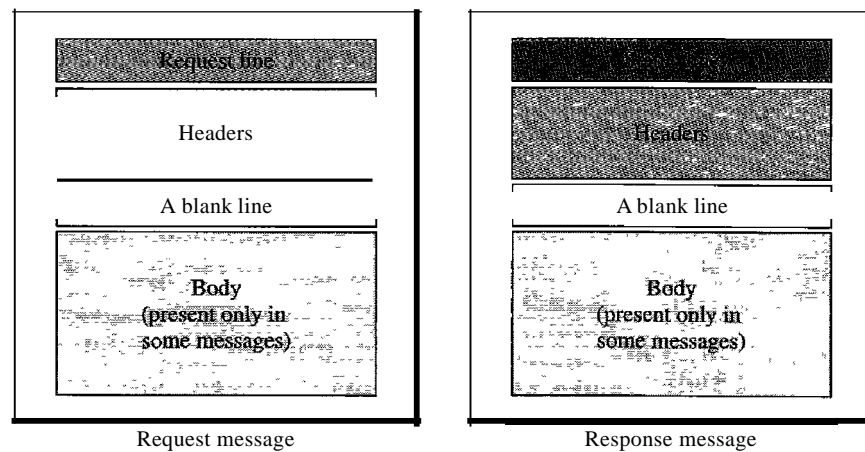 Request line
Headers
A blank line
Body
(present only in
some messages)
Request message
Headers
A blank line
Body
(present only in
some messages)
Response message